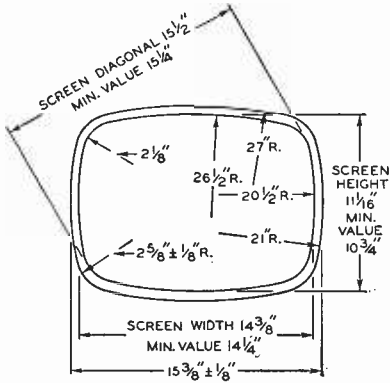 SCREEN DIAGONAL 15½"
MIN. VALUE 15¼"
2⅛"
27"R.
26½"R.
20½"R.
21"R.
2⅝"±⅛"R.
SCREEN
HEIGHT
11 1/16"
MIN.
VALUE
10¾"
SCREEN WIDTH 14⅜"
MIN. VALUE 14¼"
15⅜"±⅛"